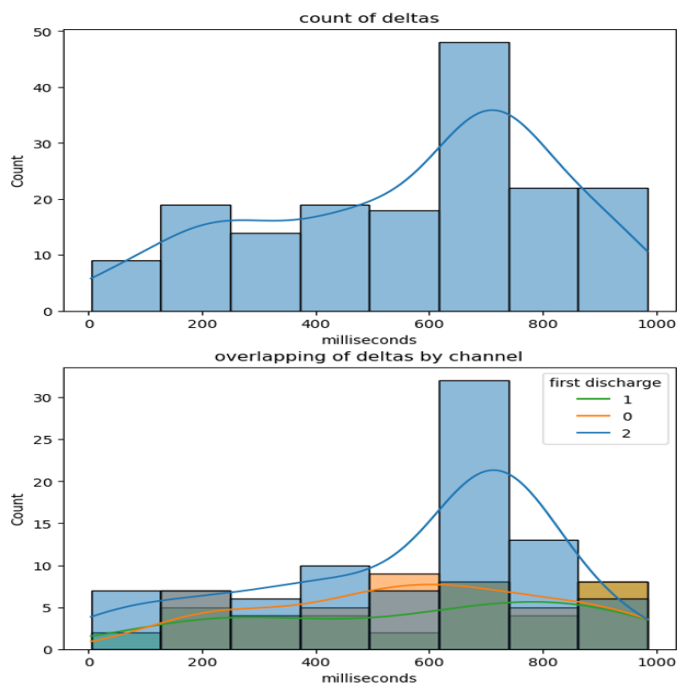 count of deltas
50
40
30
20
10
0
Count
0 200 400 600 800 1000
milliseconds
overlapping of deltas by channel
30
25
20
15
10
5
0
Count
first discharge
1
0
2
0 200 400 600 800 1000
milliseconds